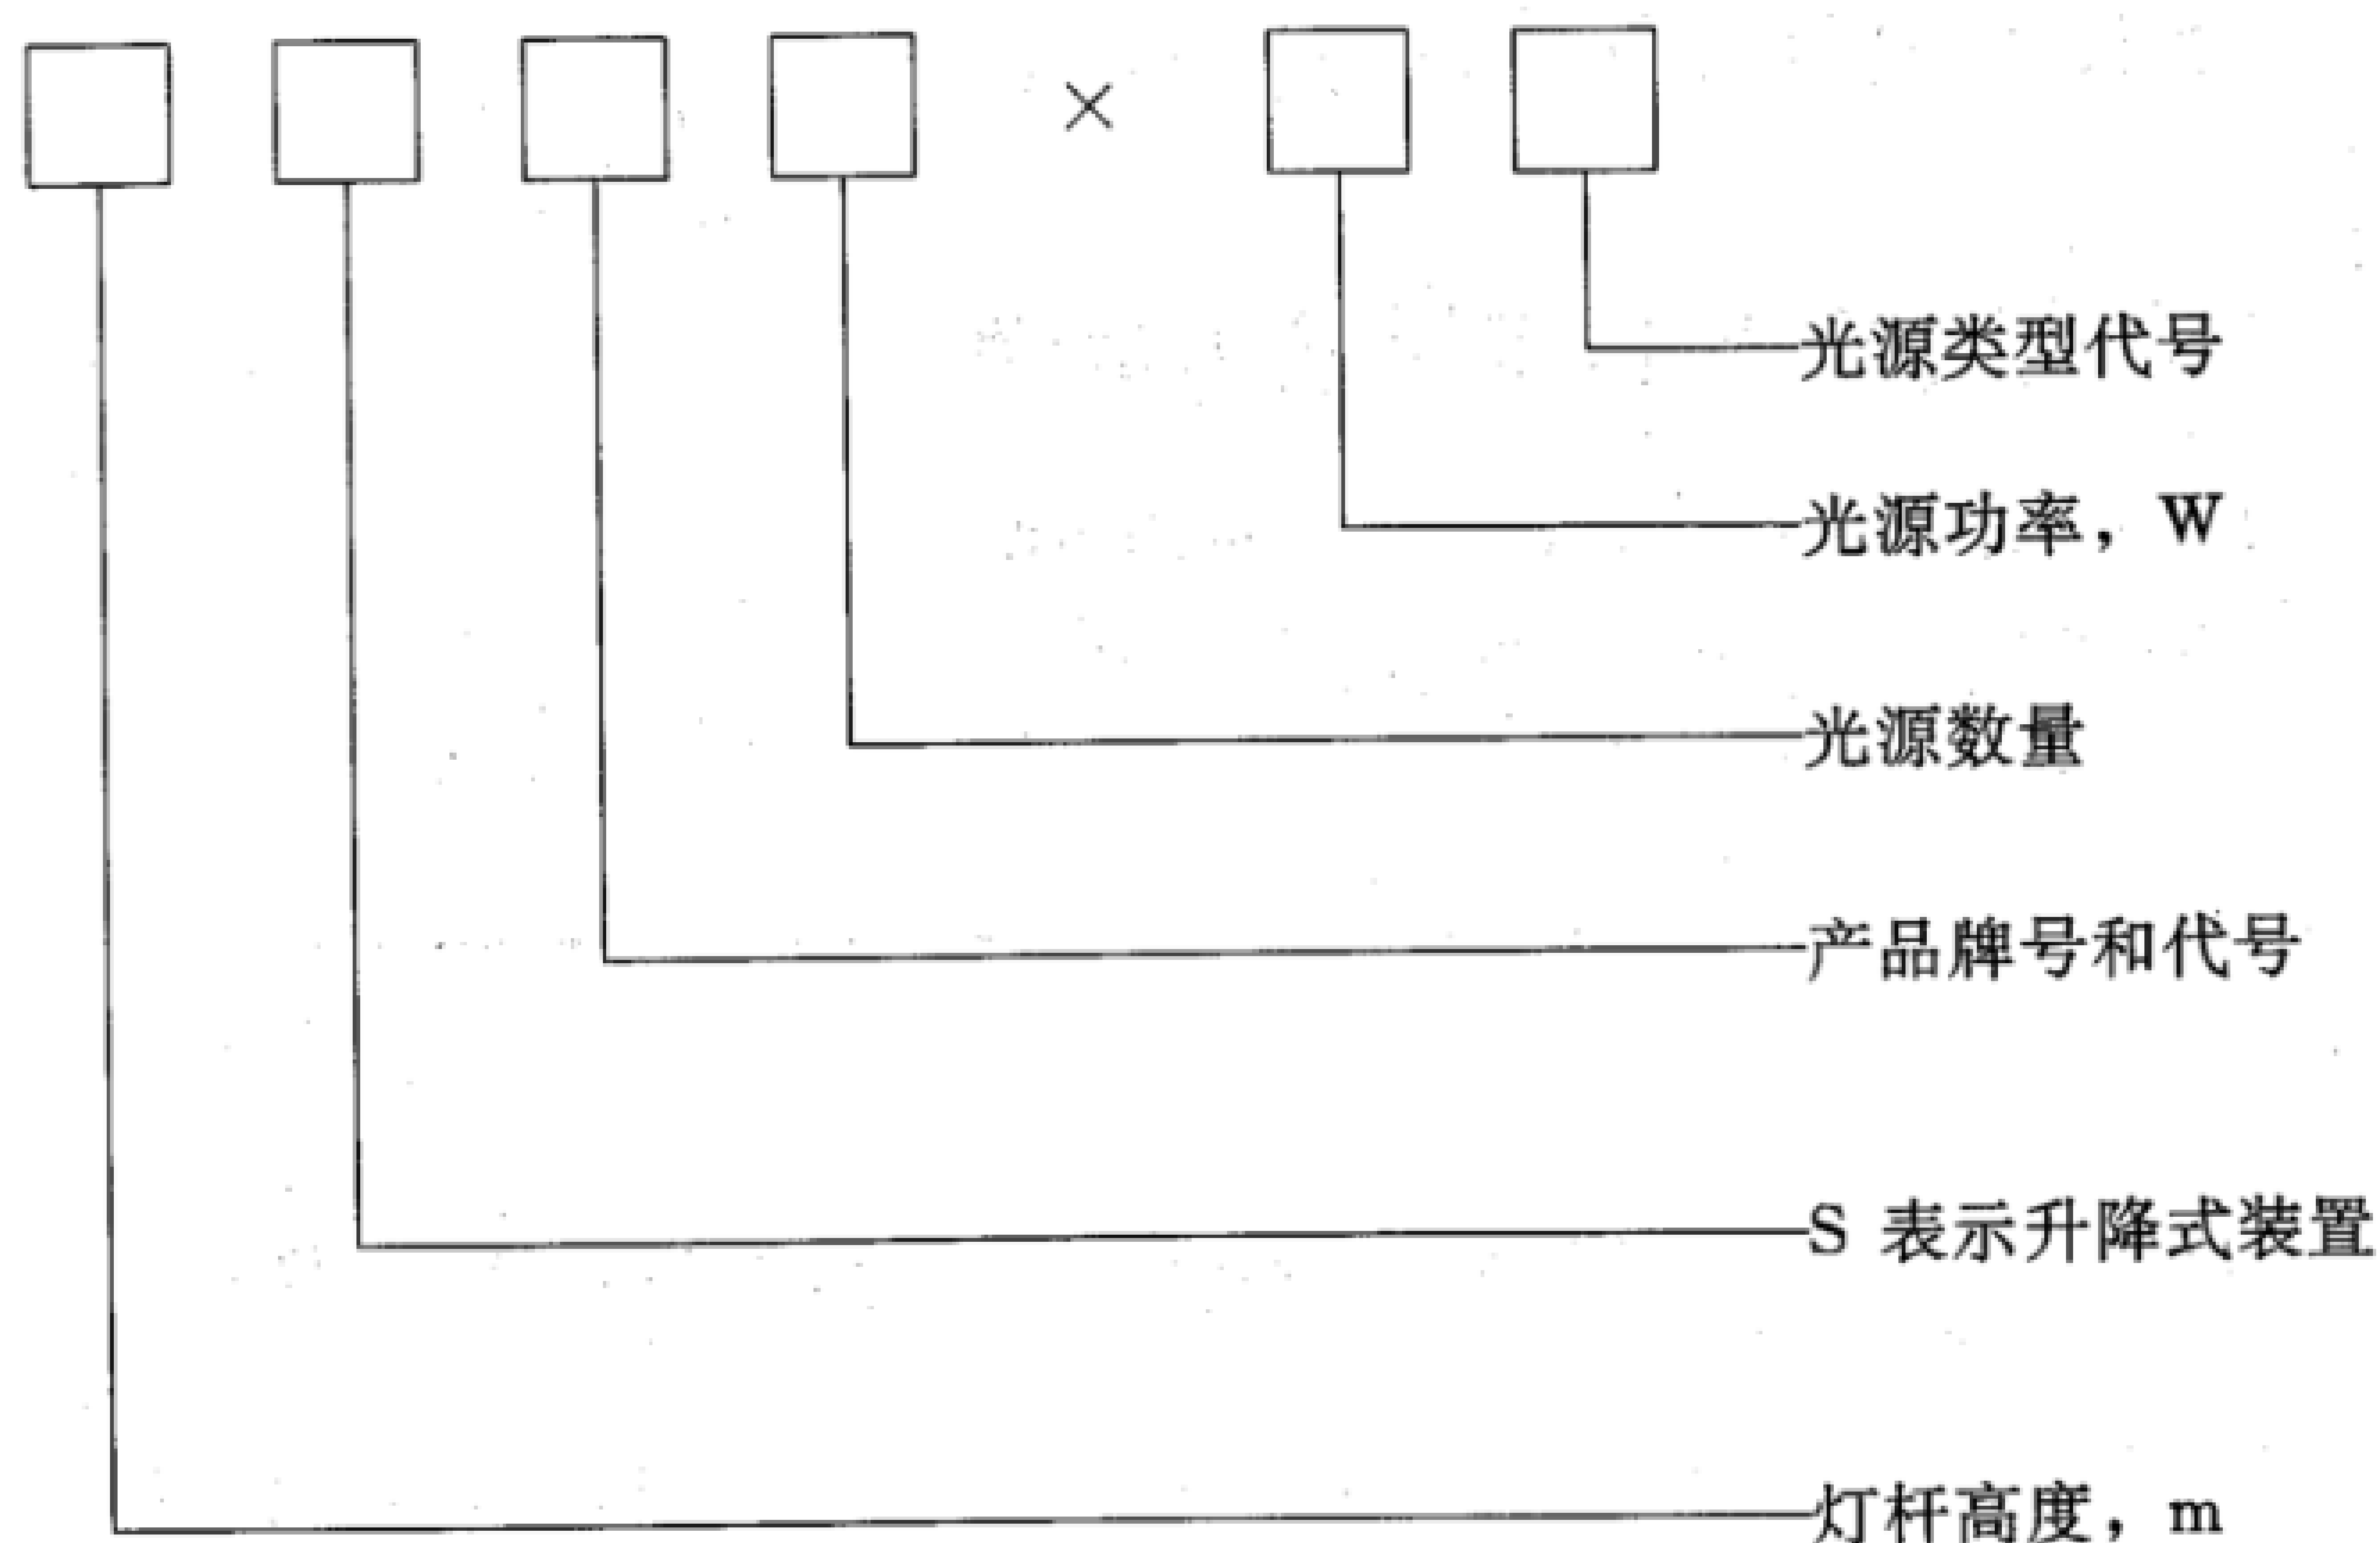 ×
光源类型代号
光源功率，W
光源数量
产品牌号和代号
S 表示升降式装置
灯杆高度，m